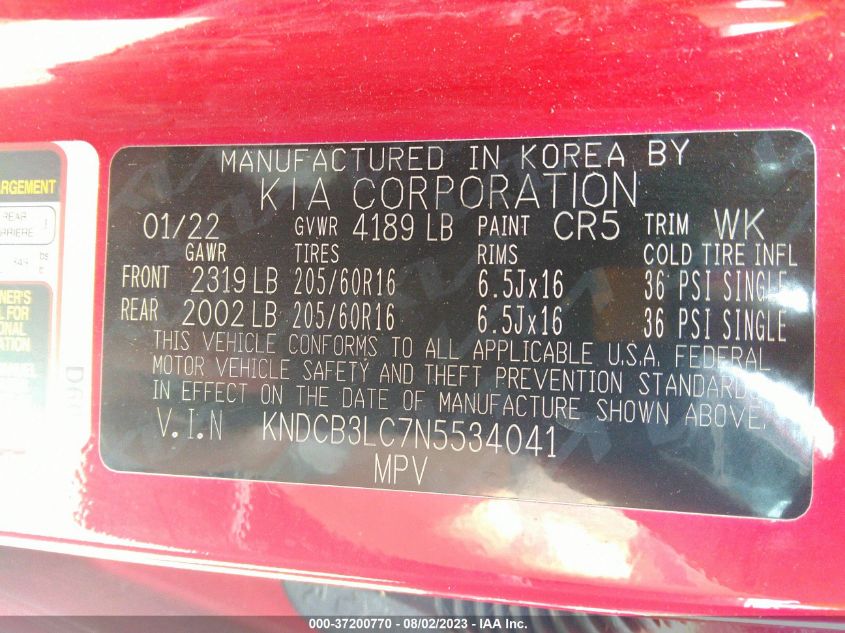 MANUFACTURED IN KOREA BY
KIA CORPORATION
01/22 GVWR 4189 LB PAINT CR5 TRIM WK
GAWR TIRES RIMS COLD TIRE INFL
FRONT 2319 LB 205/60R16 6.5Jx16 36 PSI SINGLE
REAR 2002 LB 205/60R16 6.5Jx16 36 PSI SINGLE
THIS VEHICLE CONFORMS TO ALL APPLICABLE U.S.A. FEDERAL
MOTOR VEHICLE SAFETY AND THEFT PREVENTION STANDARDS
IN EFFECT ON THE DATE OF MANUFACTURE SHOWN ABOVE.
V.I.N KNDCB3LC7N5534041
MPV
REAR
000-37200770 - 08/02/2023 - IAA Inc.